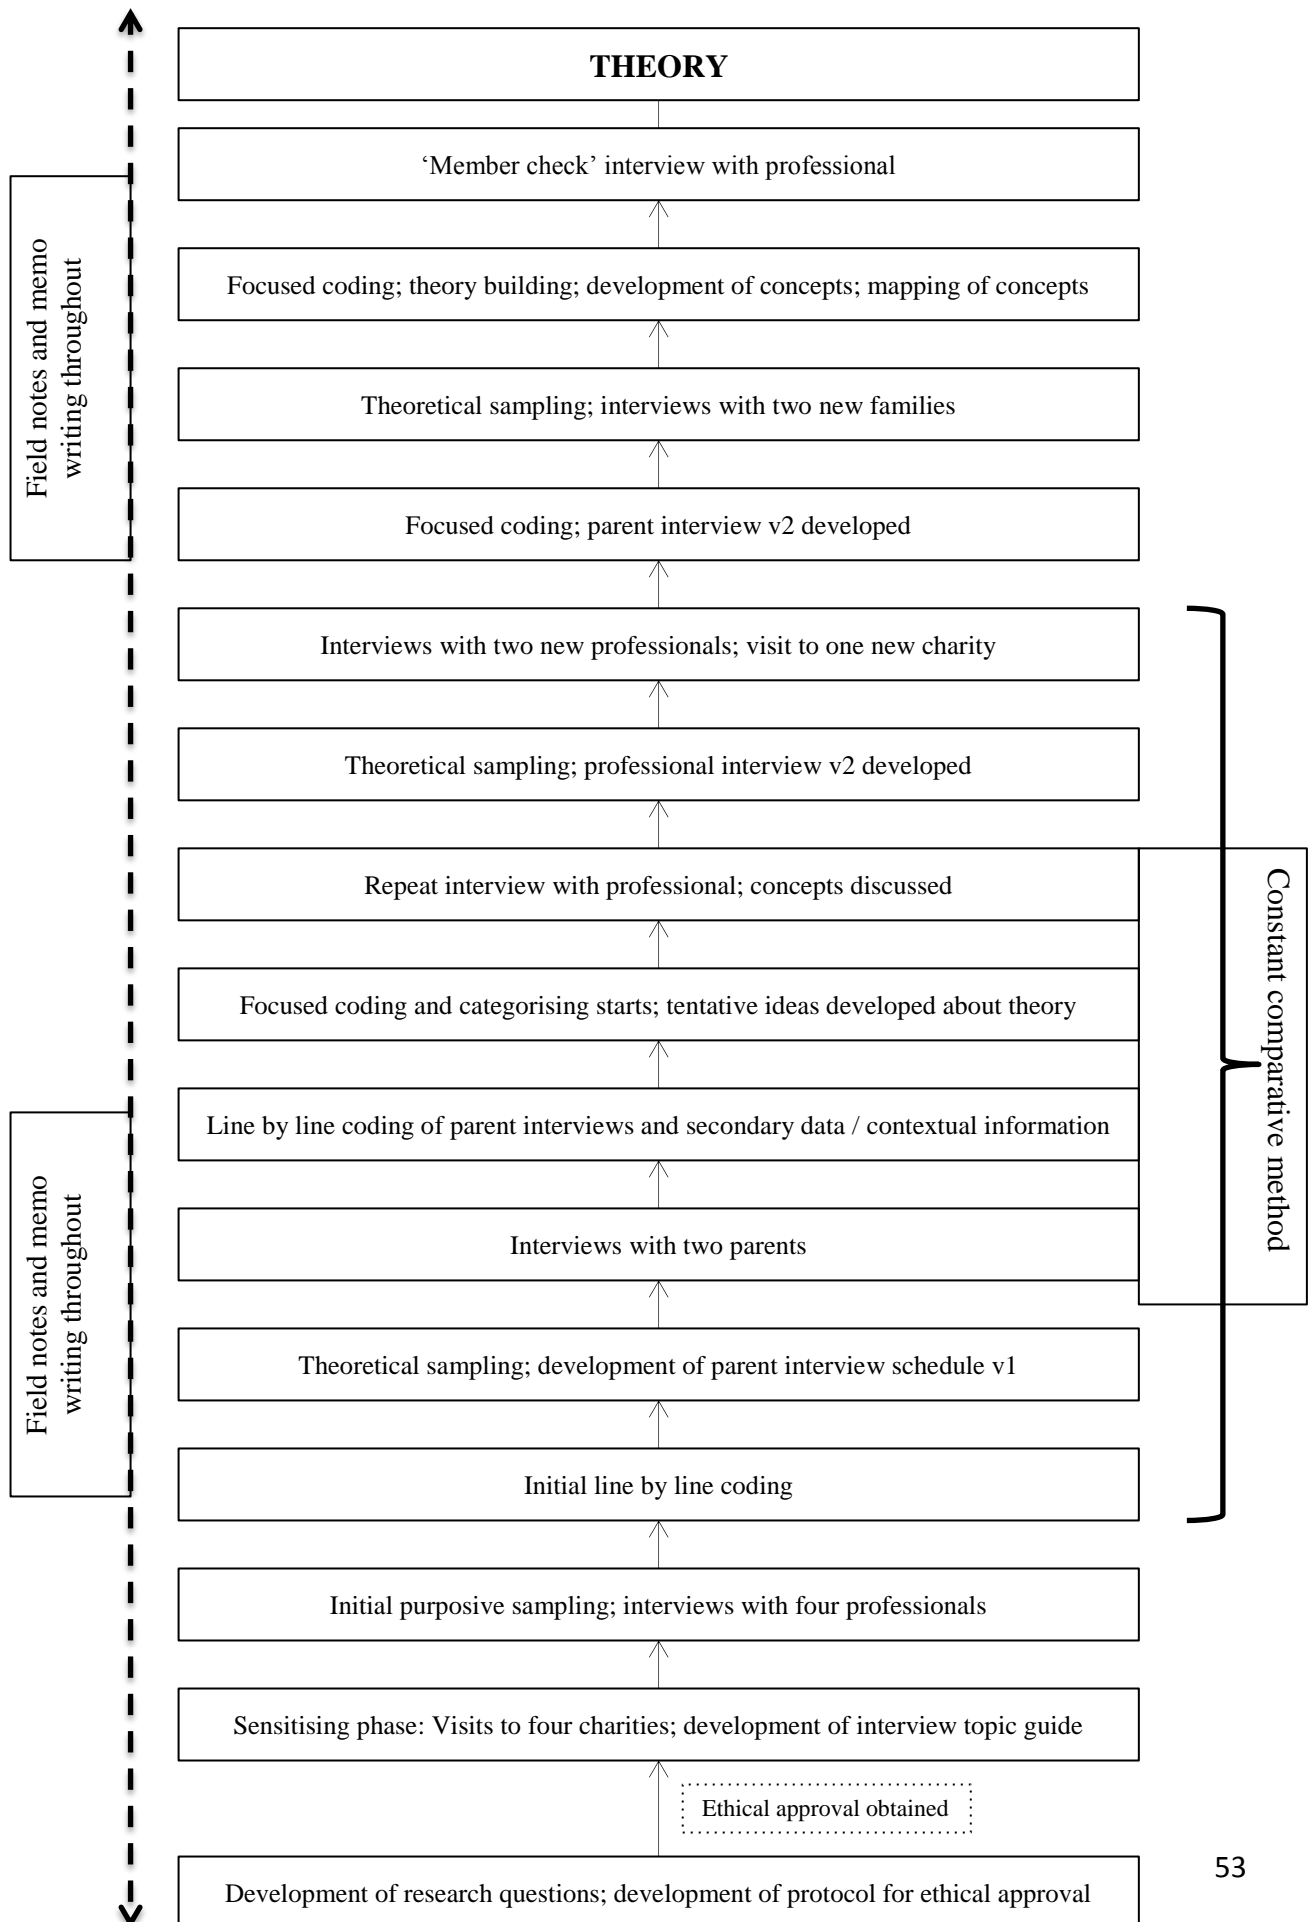 THEORY
‘Member check’ interview with professional
Focused coding; theory building; development of concepts; mapping of concepts
Field notes and memo
writing throughout
Theoretical sampling; interviews with two new families
Focused coding; parent interview v2 developed
Interviews with two new professionals; visit to one new charity
Theoretical sampling; professional interview v2 developed
Repeat interview with professional; concepts discussed
Constant comparative method
Focused coding and categorising starts; tentative ideas developed about theory
Line by line coding of parent interviews and secondary data / contextual information
Field notes and memo
writing throughout
Interviews with two parents
Theoretical sampling; development of parent interview schedule v1
Initial line by line coding
Initial purposive sampling; interviews with four professionals
Sensitising phase: Visits to four charities; development of interview topic guide
Ethical approval obtained
Development of research questions; development of protocol for ethical approval
53